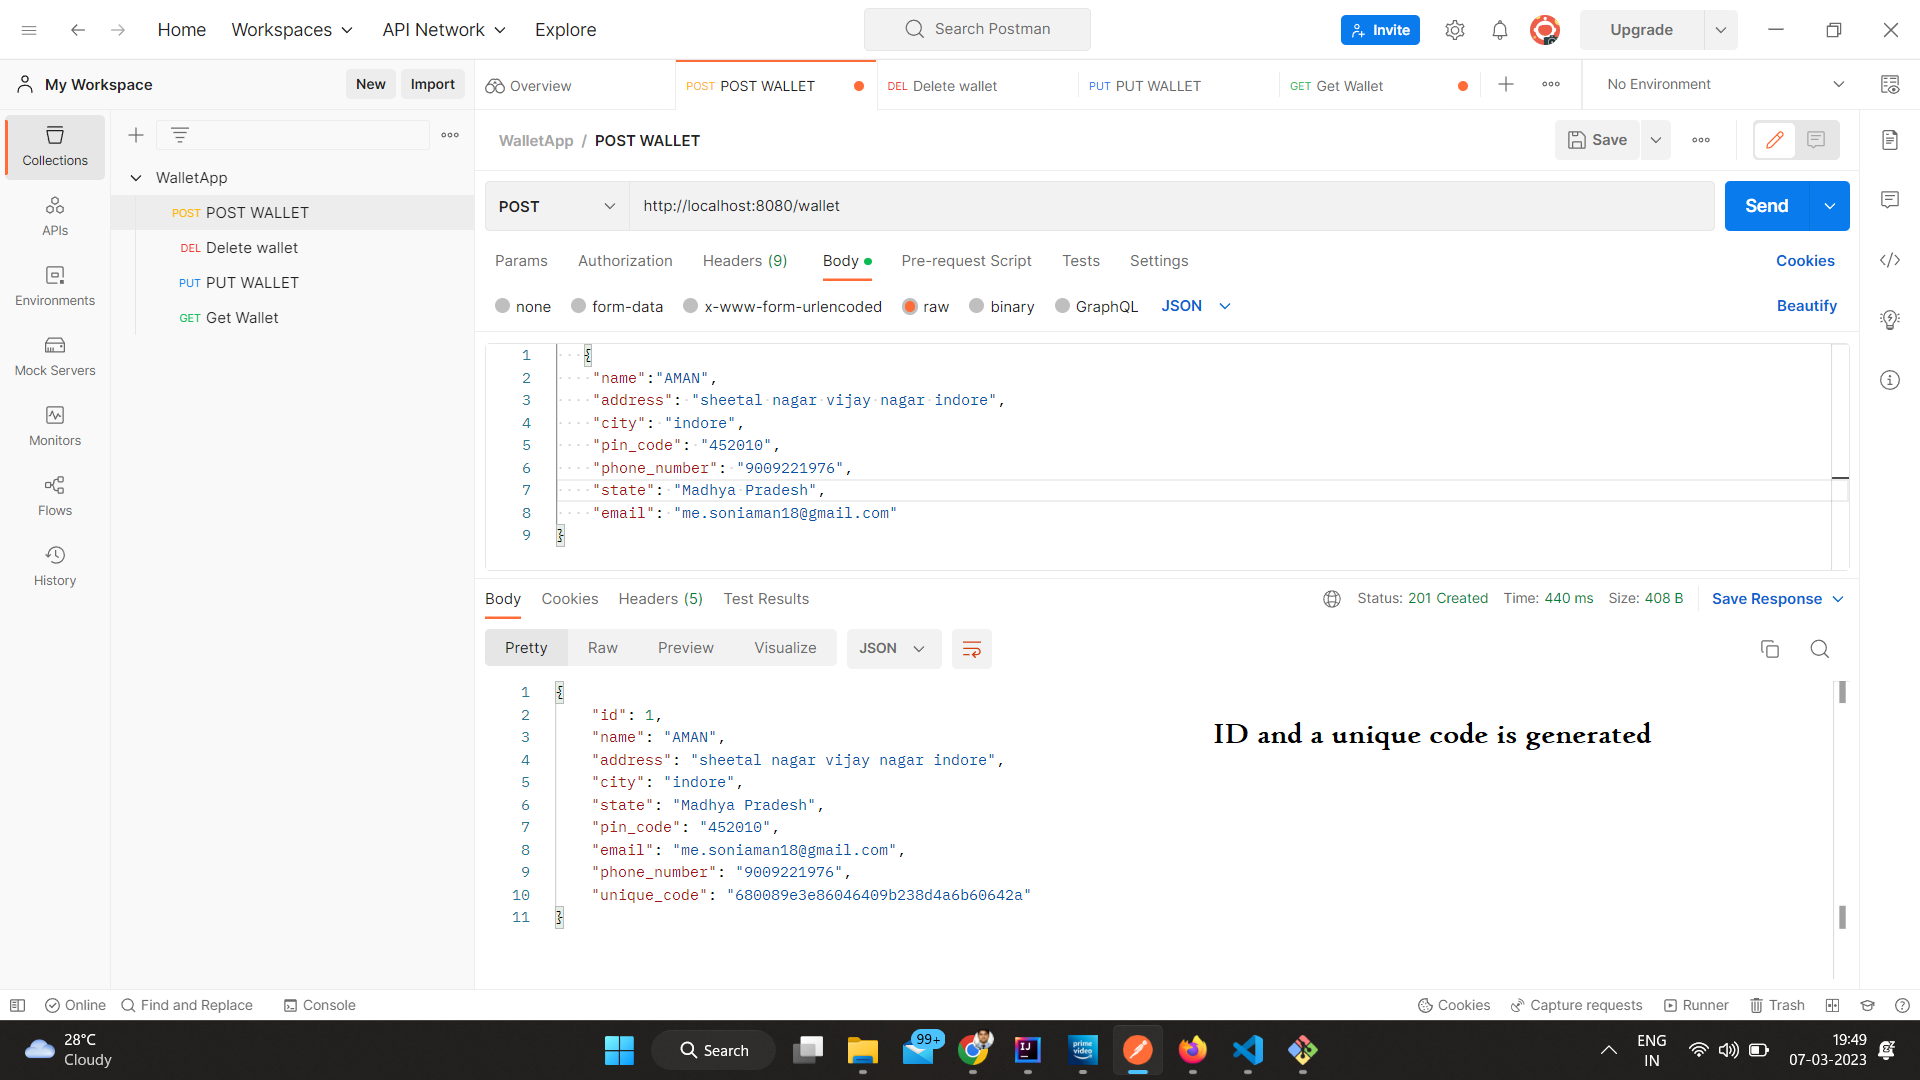 Home Workspaces API Network Explore Search Postman Invite Upgrade
My Workspace New Import Overview POST POST WALLET DEL Delete wallet PUT PUT WALLET GET Get Wallet No Environment
Collections
APIs
Environments
Mock Servers
Monitors
Flows
History
WalletApp
POST POST WALLET
DEL Delete wallet
PUT PUT WALLET
GET Get Wallet
WalletApp / POST WALLET Save
POST http://localhost:8080/wallet Send
Params Authorization Headers (9) Body Pre-request Script Tests Settings Cookies
none form-data x-www-form-urlencoded raw binary GraphQL JSON Beautify
1 {
2 "name":"AMAN",
3 "address": "sheetal nagar vijay nagar indore",
4 "city": "indore",
5 "pin_code": "452010",
6 "phone_number": "9009221976",
7 "state": "Madhya Pradesh",
8 "email": "me.soniaman18@gmail.com"
9 }
Body Cookies Headers (5) Test Results Status: 201 Created Time: 440 ms Size: 408 B Save Response
Pretty Raw Preview Visualize JSON
1 {
2 "id": 1,
3 "name": "AMAN",
4 "address": "sheetal nagar vijay nagar indore",
5 "city": "indore",
6 "state": "Madhya Pradesh",
7 "pin_code": "452010",
8 "email": "me.soniaman18@gmail.com",
9 "phone_number": "9009221976",
10 "unique_code": "680089e3e86046409b238d4a6b60642a"
11 }
ID and a unique code is generated
Online Find and Replace Console Cookies Capture requests Runner Trash
28°C
Cloudy
Search
99+
IJ
prime
video
ENG
IN
19:49
07-03-2023